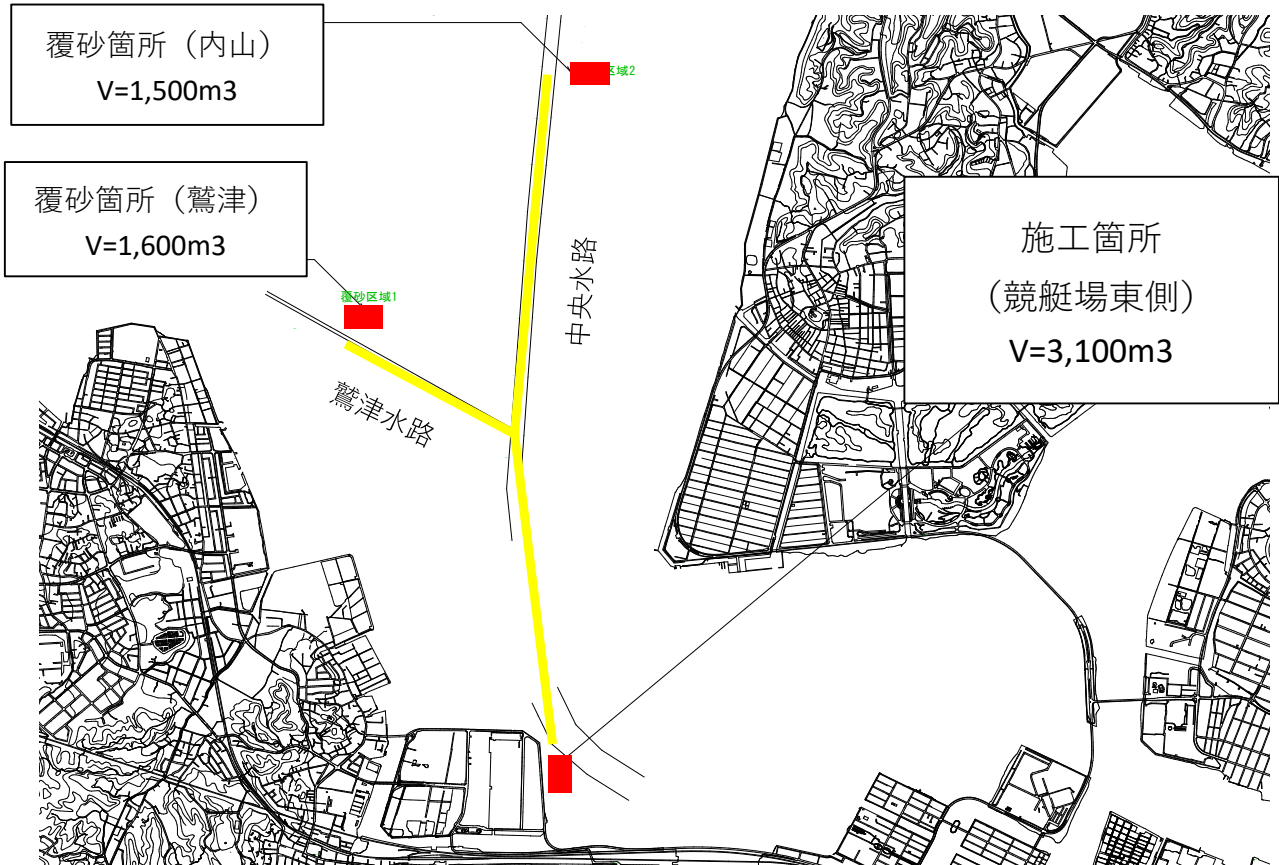 覆砂箇所（内山）
V=1,500m3
区域2
覆砂箇所（鷲津）
V=1,600m3
覆砂区域1
中央水路
鷲津水路
施工箇所
（競艇場東側）
V=3,100m3